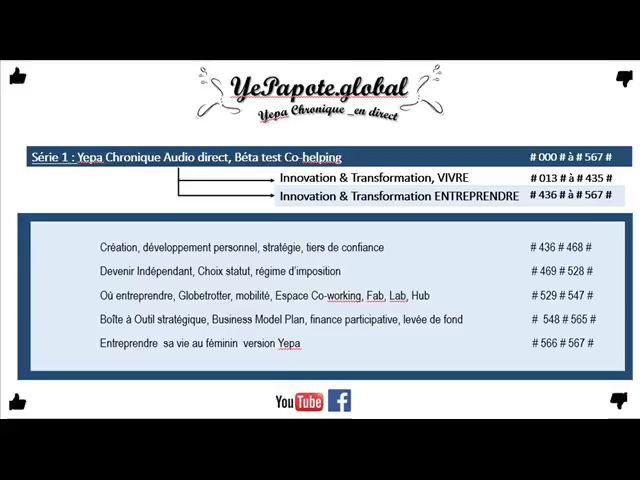 YePapote.global
Yepa Chronique _en direct
Série 1 : Yepa Chronique Audio direct, Béta test Co-helping # 000 # à # 567 #
Innovation & Transformation, VIVRE # 013 # à # 435 #
Innovation & Transformation ENTREPRENDRE # 436 # à # 567 #
Création, développement personnel, stratégie, tiers de confiance # 436 # 468 #
Devenir Indépendant, Choix statut, régime d'imposition # 469 # 528 #
Où entreprendre, Globetrotter, mobilité, Espace Co-working, Fab, Lab, Hub # 529 # 547 #
Boîte à Outil stratégique, Business Model Plan, finance participative, levée de fond # 548 # 565 #
Entreprendre sa vie au féminin version Yepa # 566 # 567 #
YouTube f